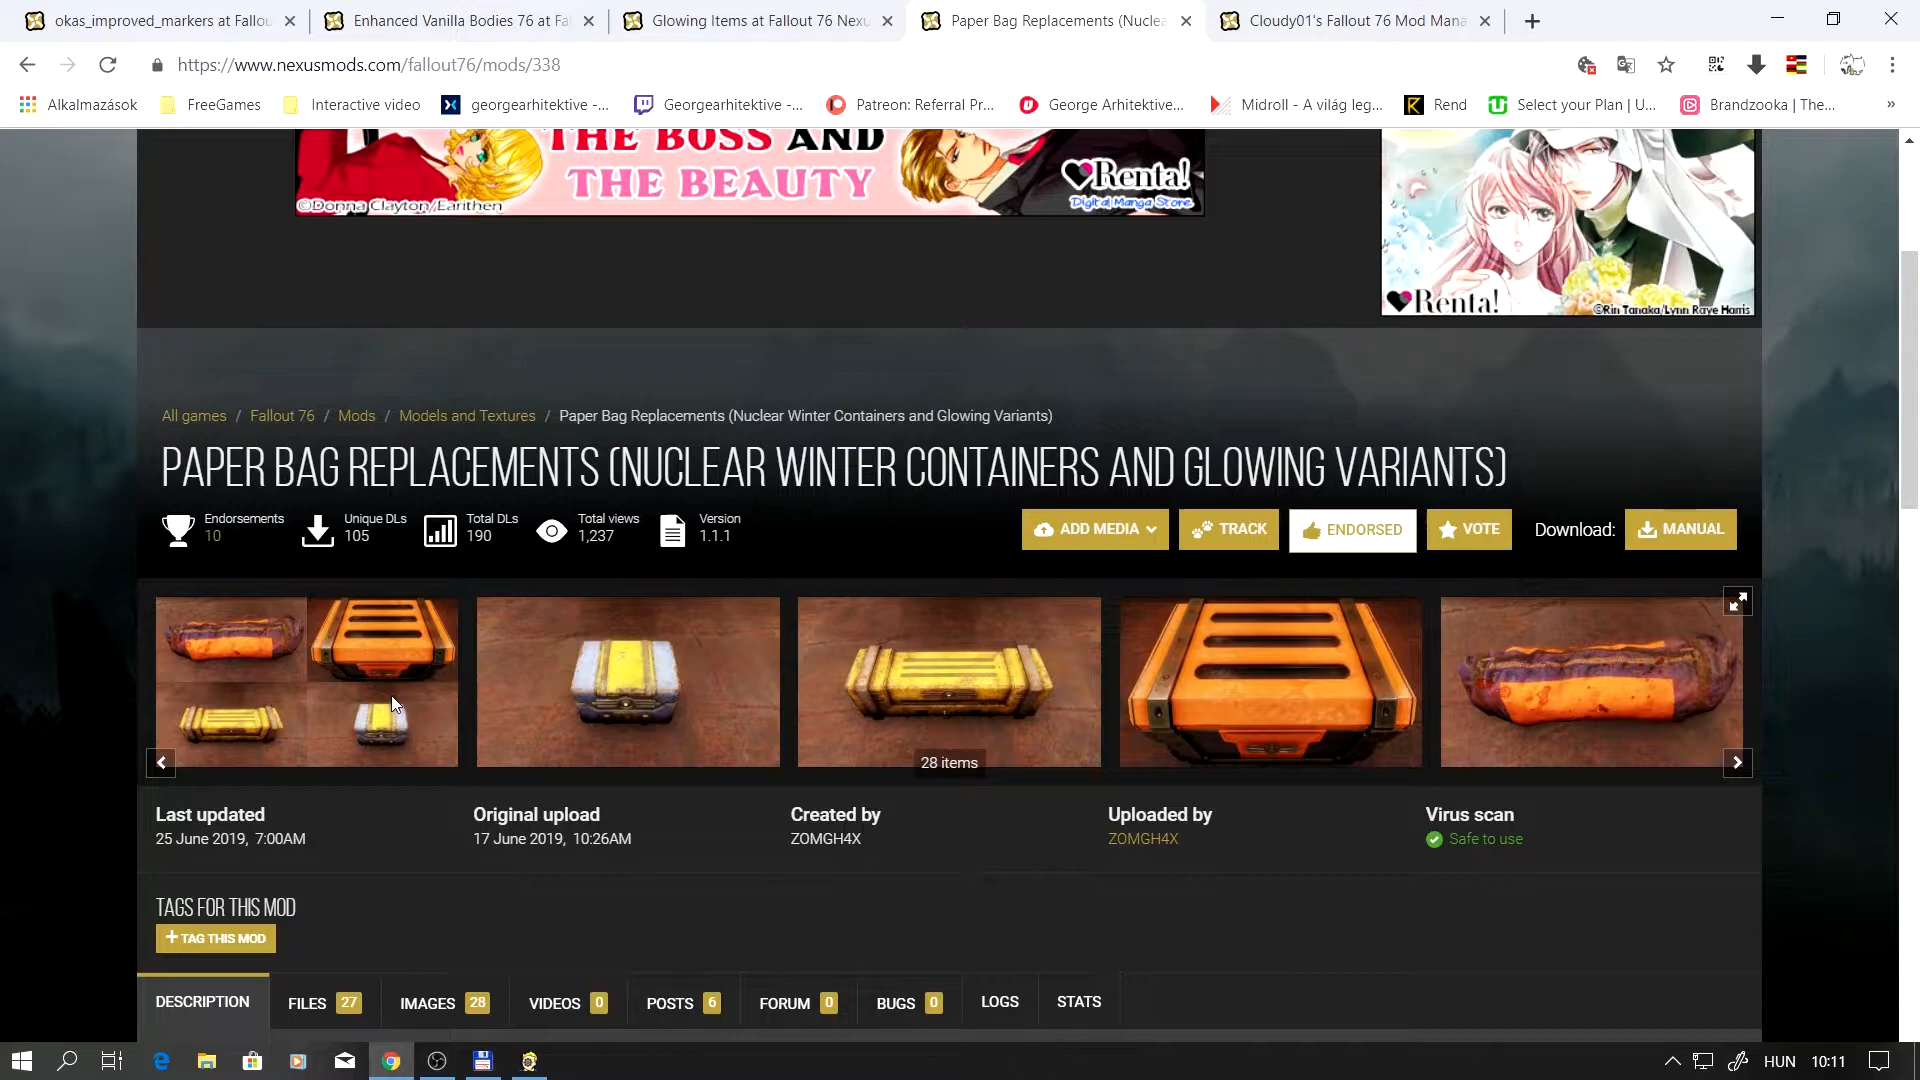 okas_improved_markers at Fallou
Enhanced Vanilla Bodies 76 at Fa
Glowing Items at Fallout 76 Nexu
Paper Bag Replacements (Nuclea
Cloudy01's Fallout 76 Mod Mana
https://www.nexusmods.com/fallout76/mods/338
Alkalmazások
FreeGames
Interactive video
georgearhitektive -...
Georgearhitektive -...
Patreon: Referral Pr...
George Arhitektive...
Midroll - A világ leg...
Rend
Select your Plan | U...
Brandzooka | The...
»
THE BOSS AND
THE BEAUTY
©Donna Clayton/Earithen
Renta!
Digital Manga Store
Renta!
©Rin Tanaka/Lynn Raye Harris
All games / Fallout 76 / Mods / Models and Textures / Paper Bag Replacements (Nuclear Winter Containers and Glowing Variants)
PAPER BAG REPLACEMENTS (NUCLEAR WINTER CONTAINERS AND GLOWING VARIANTS)
Endorsements
10
Unique DLs
105
Total DLs
190
Total views
1,237
Version
1.1.1
ADD MEDIA
TRACK
ENDORSED
VOTE
Download:
MANUAL
28 items
Last updated
25 June 2019, 7:00AM
Original upload
17 June 2019, 10:26AM
Created by
ZOMGH4X
Uploaded by
ZOMGH4X
Virus scan
Safe to use
TAGS FOR THIS MOD
+ TAG THIS MOD
DESCRIPTION
FILES 27
IMAGES 28
VIDEOS 0
POSTS 6
FORUM 0
BUGS 0
LOGS
STATS
HUN
10:11